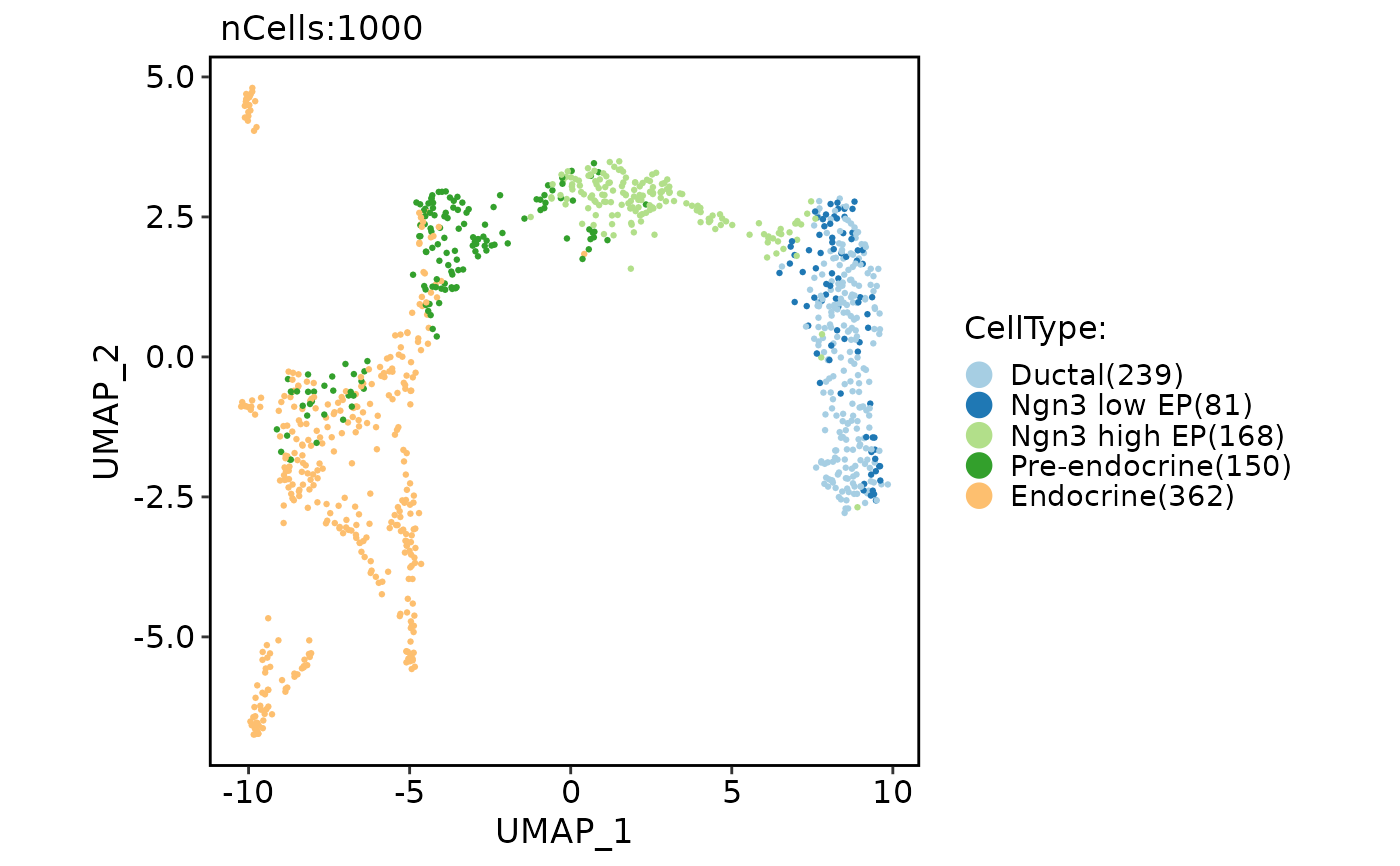 nCells:1000
5.0
2.5
0.0
-2.5
-5.0
UMAP_2
-10
-5
0
5
10
UMAP_1
CellType:
Ductal(239)
Ngn3 low EP(81)
Ngn3 high EP(168)
Pre-endocrine(150)
Endocrine(362)